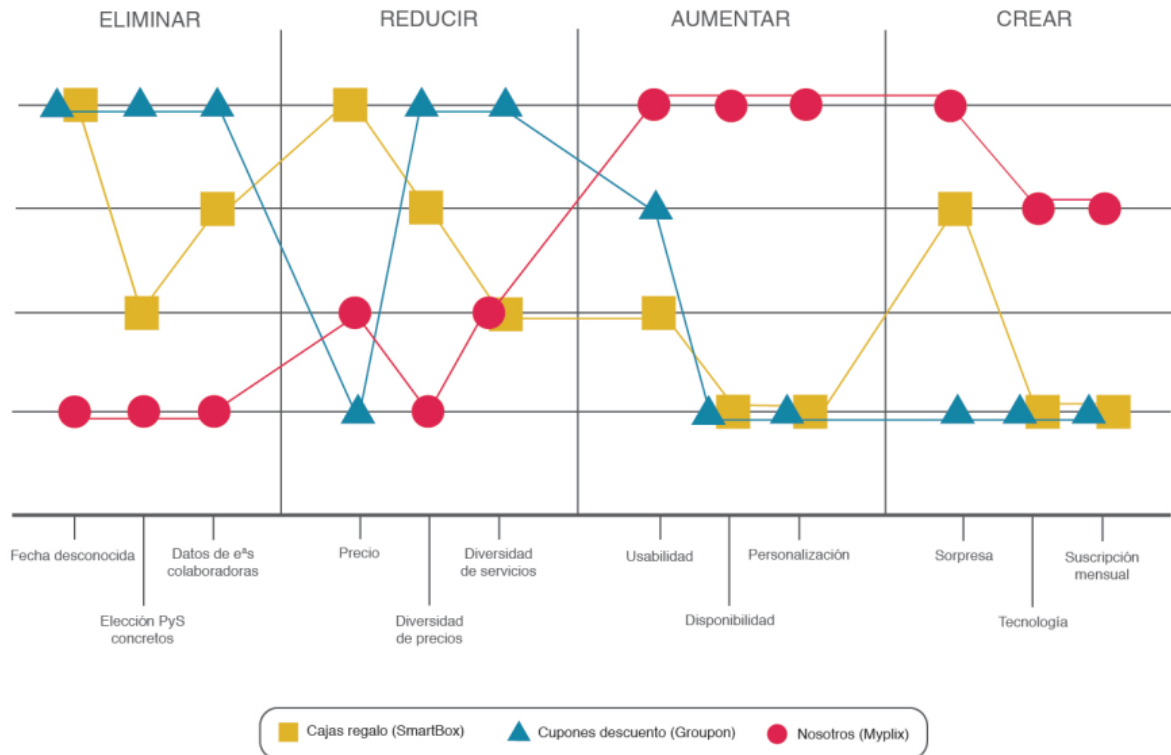 ELIMINAR
REDUCIR
AUMENTAR
CREAR
Fecha desconocida
Elección PyS
concretos
Datos de eªs
colaboradoras
Precio
Diversidad
de precios
Diversidad
de servicios
Usabilidad
Disponibilidad
Personalización
Sorpresa
Tecnología
Suscripción
mensual
Cajas regalo (SmartBox)
Cupones descuento (Groupon)
Nosotros (Myplix)